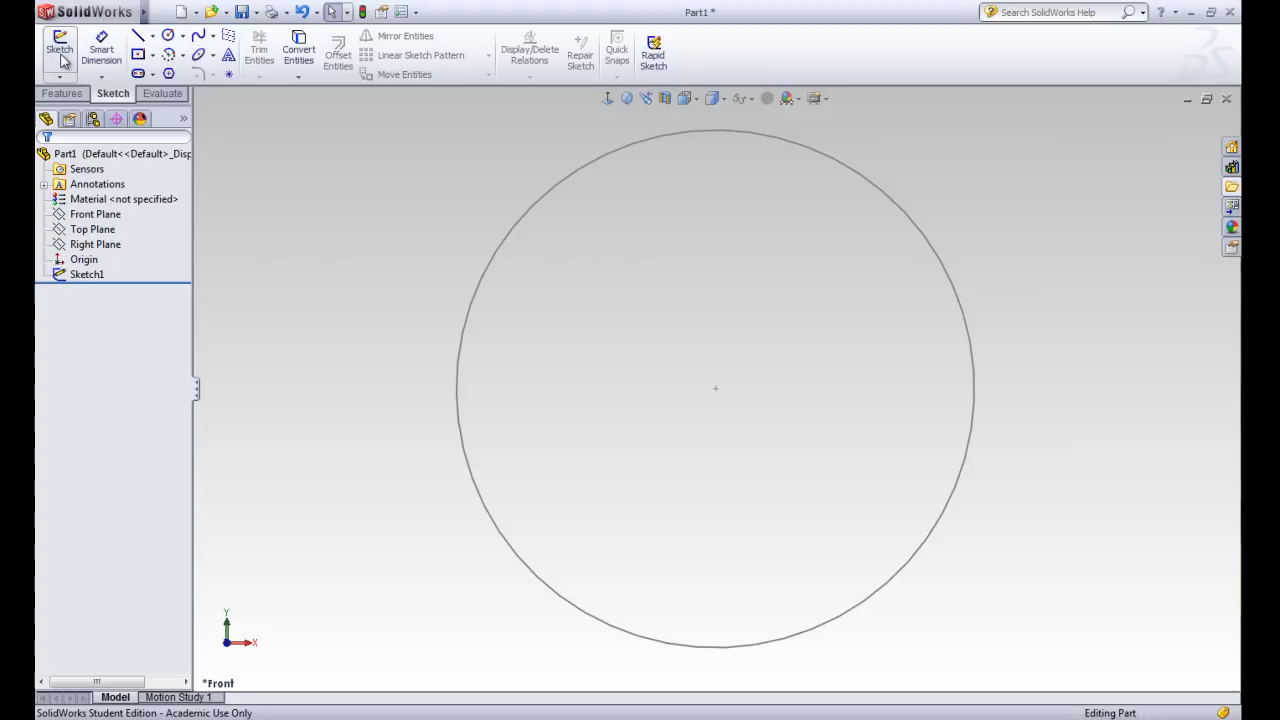 SolidWorks
Part1 *
Search SolidWorks Help
?
Sketch
Smart Dimension
Trim Entities
Convert Entities
Offset Entities
Mirror Entities
Linear Sketch Pattern
Move Entities
Display/Delete Relations
Repair Sketch
Quick Snaps
Rapid Sketch
Features
Sketch
Evaluate
Part1 (Default<<Default>_Disp
Sensors
Annotations
Material <not specified>
Front Plane
Top Plane
Right Plane
Origin
Sketch1
Y
X
*Front
Model
Motion Study 1
SolidWorks Student Edition - Academic Use Only
Editing Part